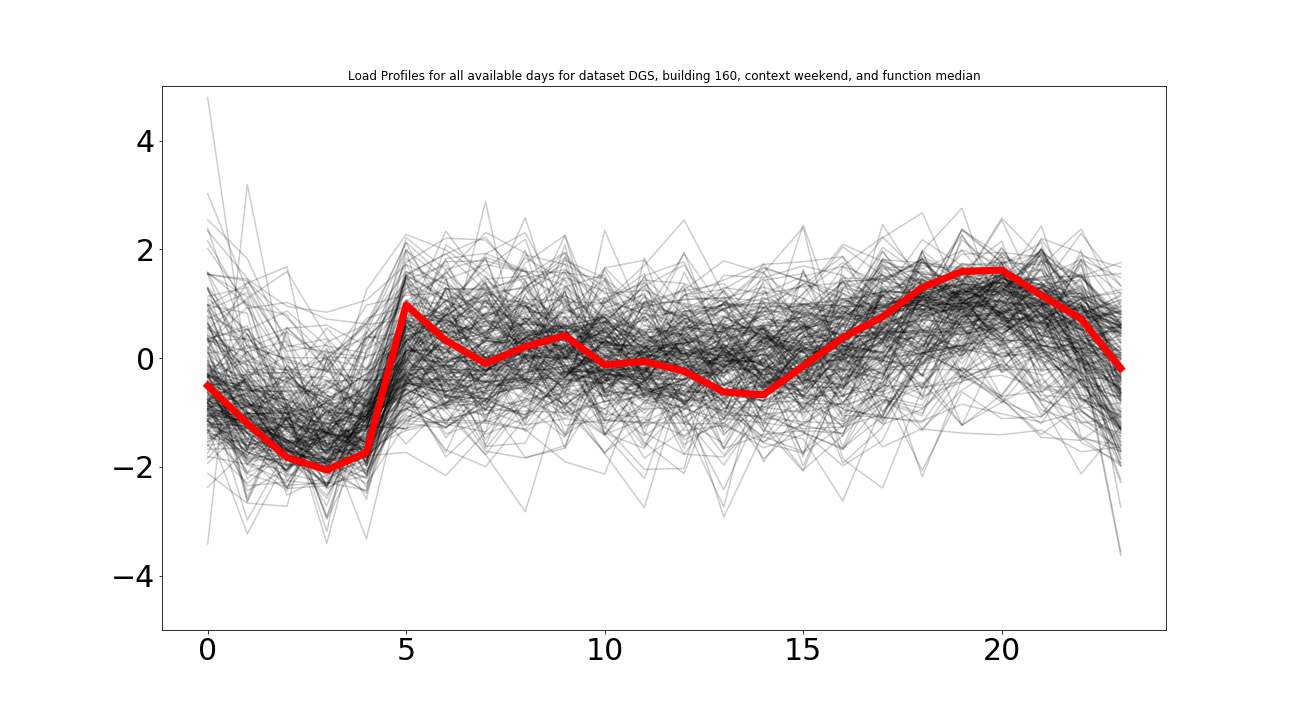 Load Profiles for all available days for dataset DGS, building 160, context weekend, and function median
4
2
0
−2
−4
0 5 10 15 20